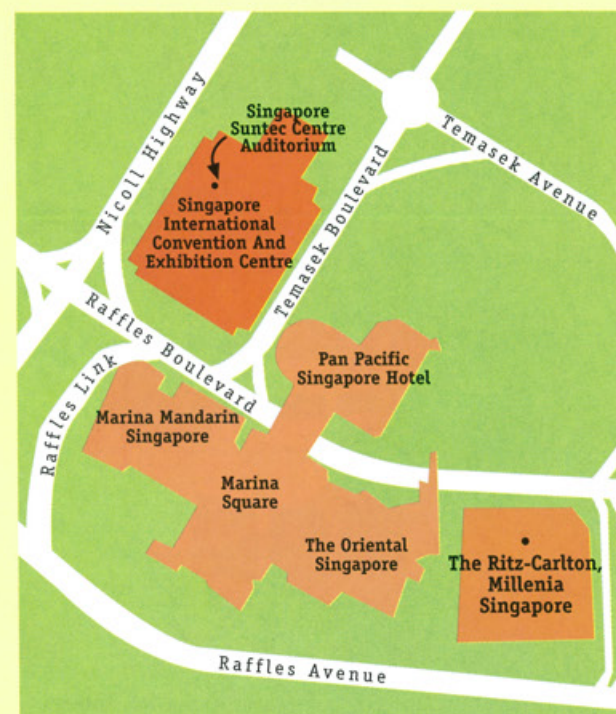 Nicoll Highway
Singapore
Suntec Centre
Auditorium
Temasek Avenue
Singapore
International
Convention And
Exhibition Centre
Temasek Boulevard
Raffles Boulevard
Raffles Link
Pan Pacific
Singapore Hotel
Marina Mandarin
Singapore
Marina
Square
The Oriental
Singapore
The Ritz-Carlton,
Millenia
Singapore
Raffles Avenue